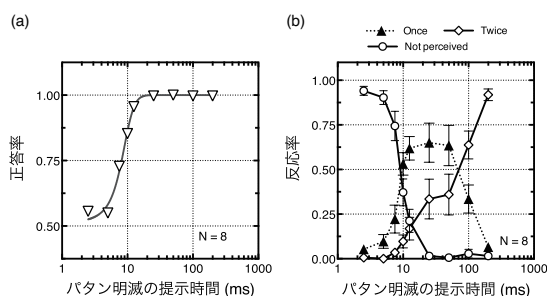 (a)
1.00
0.75
0.50
正答率
N = 8
1
10
100
1000
パタン明滅の提示時間 (ms)
(b)
Once
Twice
Not perceived
1.00
0.75
0.50
0.25
0.00
反応率
N = 8
1
10
100
1000
パタン明滅の提示時間 (ms)